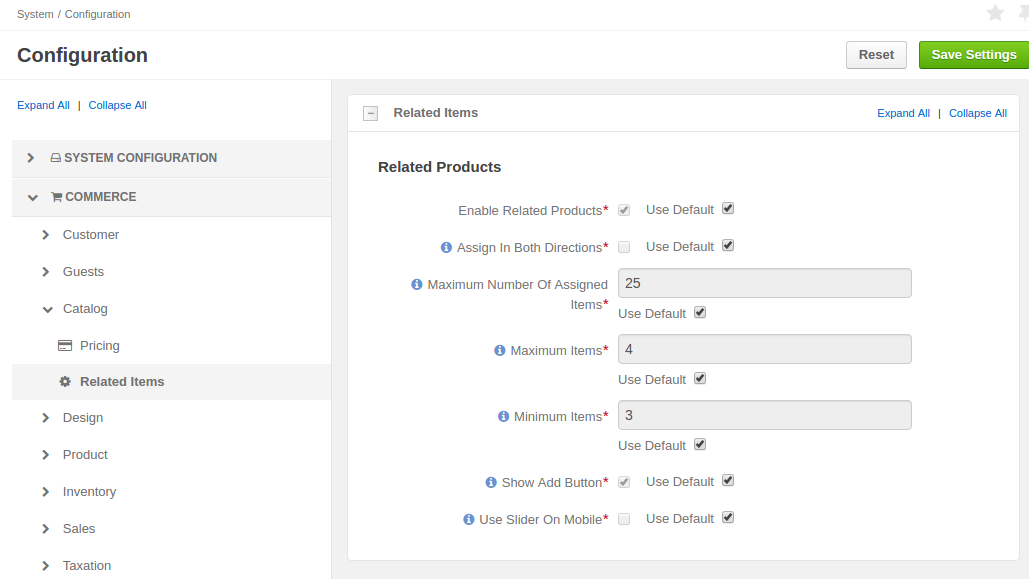 System / Configuration
Configuration
Reset
Save Settings
Expand All | Collapse All
SYSTEM CONFIGURATION
COMMERCE
Customer
Guests
Catalog
Pricing
Related Items
Design
Product
Inventory
Sales
Taxation
Related Items
Expand All | Collapse All
Related Products
Enable Related Products* Use Default
Assign In Both Directions* Use Default
Maximum Number Of Assigned
Items*
25
Use Default
Maximum Items* 4
Use Default
Minimum Items* 3
Use Default
Show Add Button* Use Default
Use Slider On Mobile* Use Default